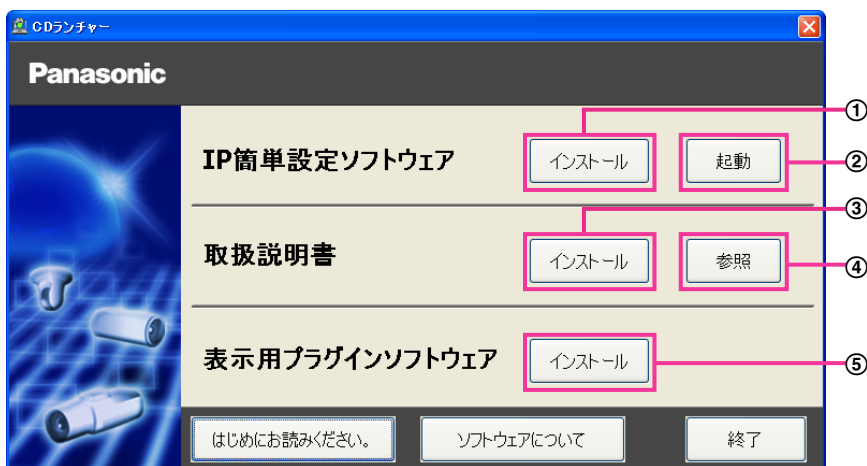 CDランチャー
Panasonic
①
IP簡単設定ソフトウェア インストール 起動 ②
③
取扱説明書 インストール 参照 ④
表示用プラグインソフトウェア インストール ⑤
はじめにお読みください。 ソフトウェアについて 終了